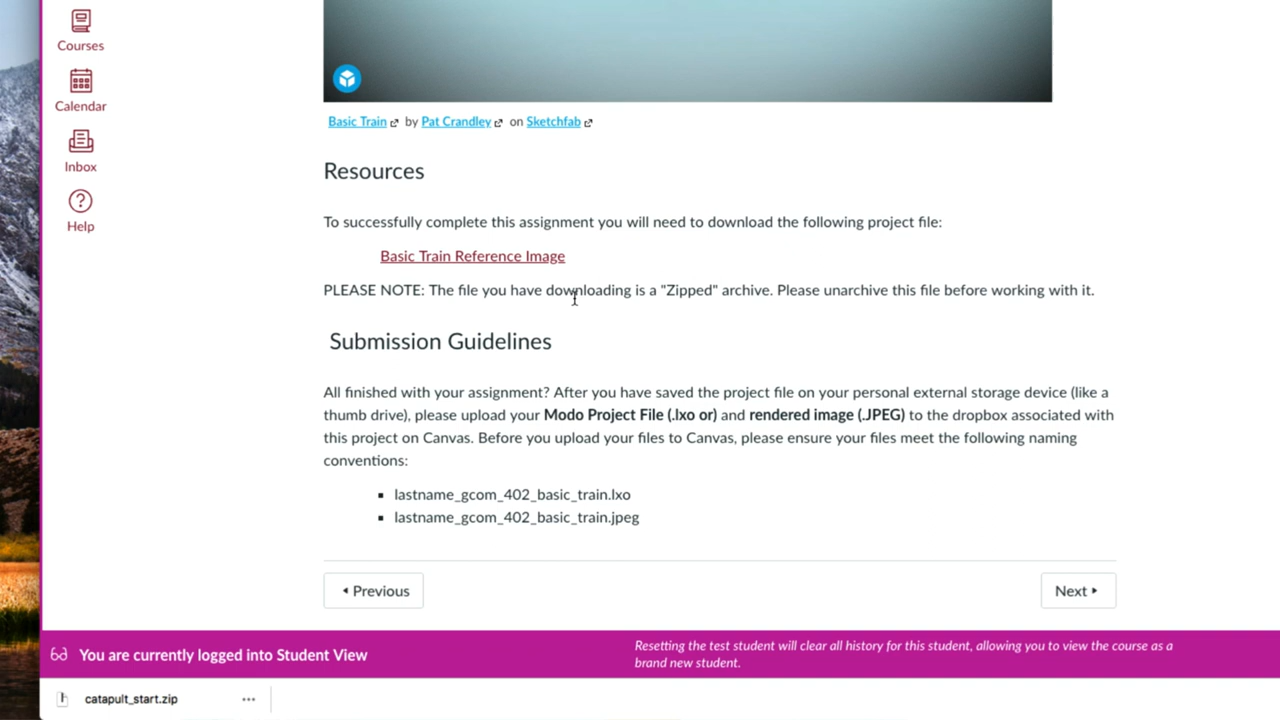 Courses
Calendar
Inbox
Help
Basic Train by Pat Crandley on Sketchfab
Resources
To successfully complete this assignment you will need to download the following project file:
Basic Train Reference Image
PLEASE NOTE: The file you have downloading is a "Zipped" archive. Please unarchive this file before working with it.
Submission Guidelines
All finished with your assignment? After you have saved the project file on your personal external storage device (like a
thumb drive), please upload your Modo Project File (.lxo or) and rendered image (.JPEG) to the dropbox associated with
this project on Canvas. Before you upload your files to Canvas, please ensure your files meet the following naming
conventions:
lastname_gcom_402_basic_train.lxo
lastname_gcom_402_basic_train.jpeg
Previous
Next
You are currently logged into Student View
Resetting the test student will clear all history for this student, allowing you to view the course as a
brand new student.
catapult_start.zip